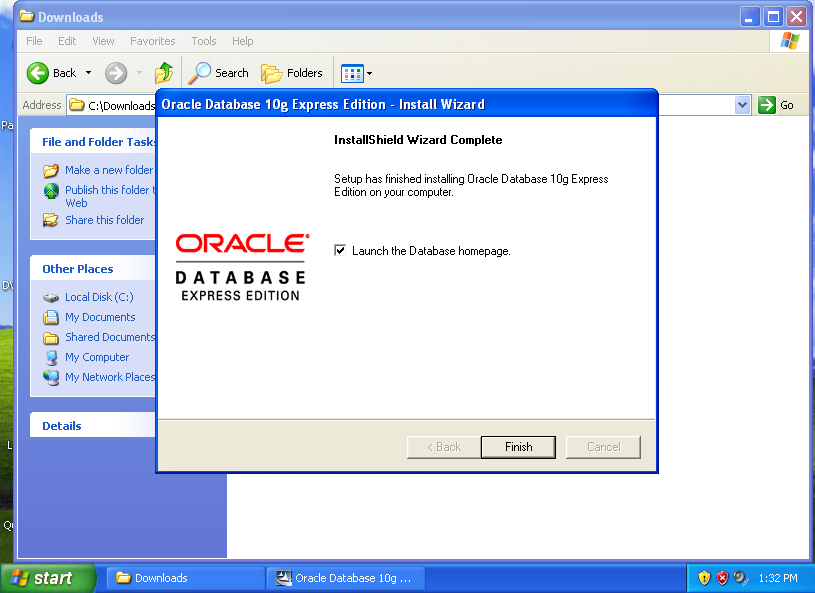 Downloads
File Edit View Favorites Tools Help
Back Search Folders
Address C:\Downloads Go
Oracle Database 10g Express Edition - Install Wizard
File and Folder Tasks
Make a new folder
Publish this folder t
Web
Share this folder
Other Places
Local Disk (C:)
My Documents
Shared Documents
My Computer
My Network Places
Details
InstallShield Wizard Complete
Setup has finished installing Oracle Database 10g Express
Edition on your computer.
Launch the Database homepage.
ORACLE®
DATABASE
EXPRESS EDITION
< Back Finish Cancel
Pa
DV
L
Qu
start Downloads Oracle Database 10g ... 1:32 PM